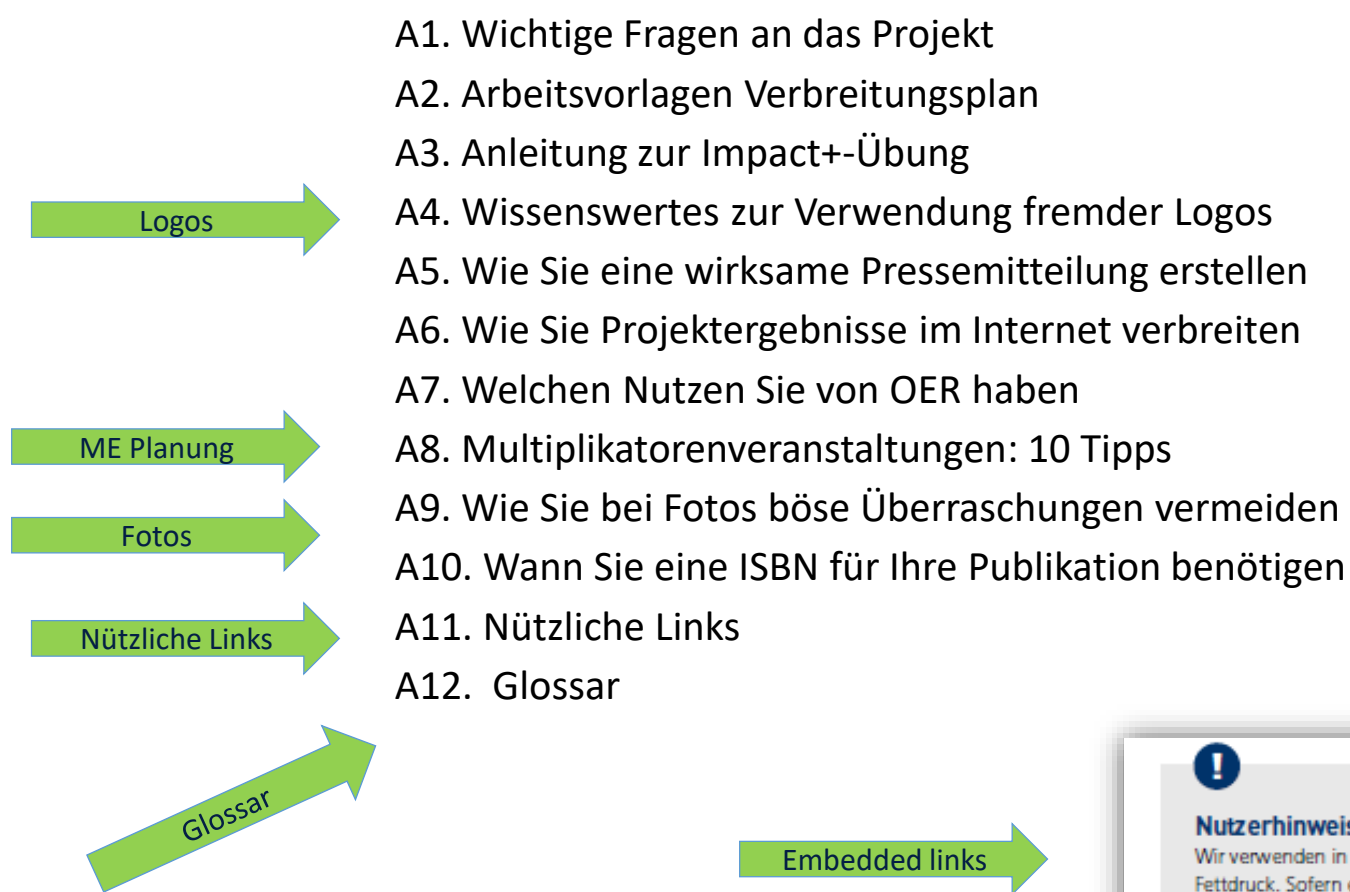 A1. Wichtige Fragen an das Projekt
A2. Arbeitsvorlagen Verbreitungsplan
A3. Anleitung zur Impact+-Übung
Logos
A4. Wissenswertes zur Verwendung fremder Logos
A5. Wie Sie eine wirksame Pressemitteilung erstellen
A6. Wie Sie Projektergebnisse im Internet verbreiten
A7. Welchen Nutzen Sie von OER haben
ME Planung
A8. Multiplikatorenveranstaltungen: 10 Tipps
Fotos
A9. Wie Sie bei Fotos böse Überraschungen vermeiden
A10. Wann Sie eine ISBN für Ihre Publikation benötigen
Nützliche Links
A11. Nützliche Links
A12. Glossar
Glossar
Embedded links
!
Nutzerhinweis
Wir verwenden in
Fettdruck. Sofern